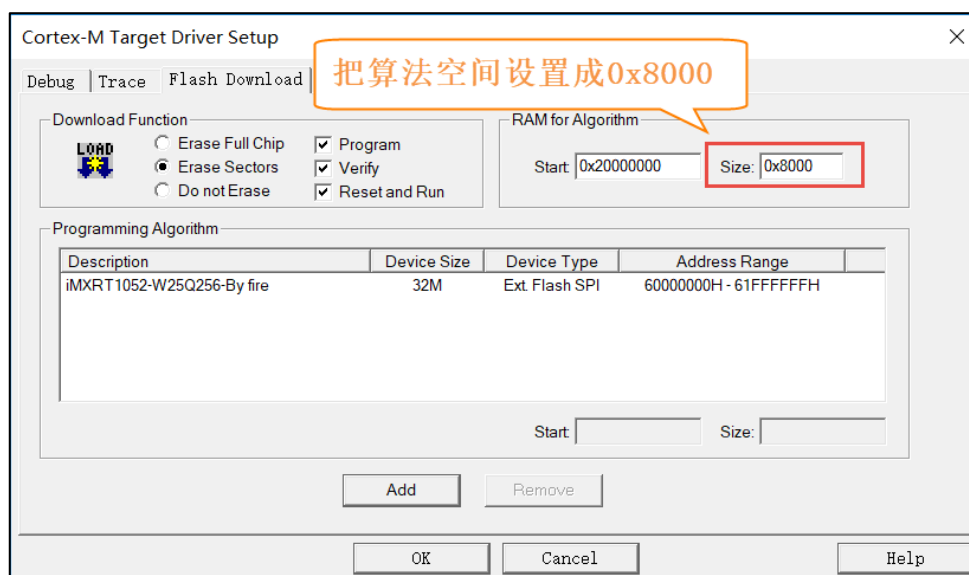 Cortex-M Target Driver Setup
把算法空间设置成0x8000
Debug Trace Flash Download
Download Function
LOAD
Erase Full Chip
Erase Sectors
Do not Erase
Program
Verify
Reset and Run
RAM for Algorithm
Start: 0x20000000 Size: 0x8000
Programming Algorithm
Description Device Size Device Type Address Range
iMXRT1052-W25Q256-By fire 32M Ext. Flash SPI 60000000H - 61FFFFFFH
Start: Size:
Add Remove
OK Cancel Help